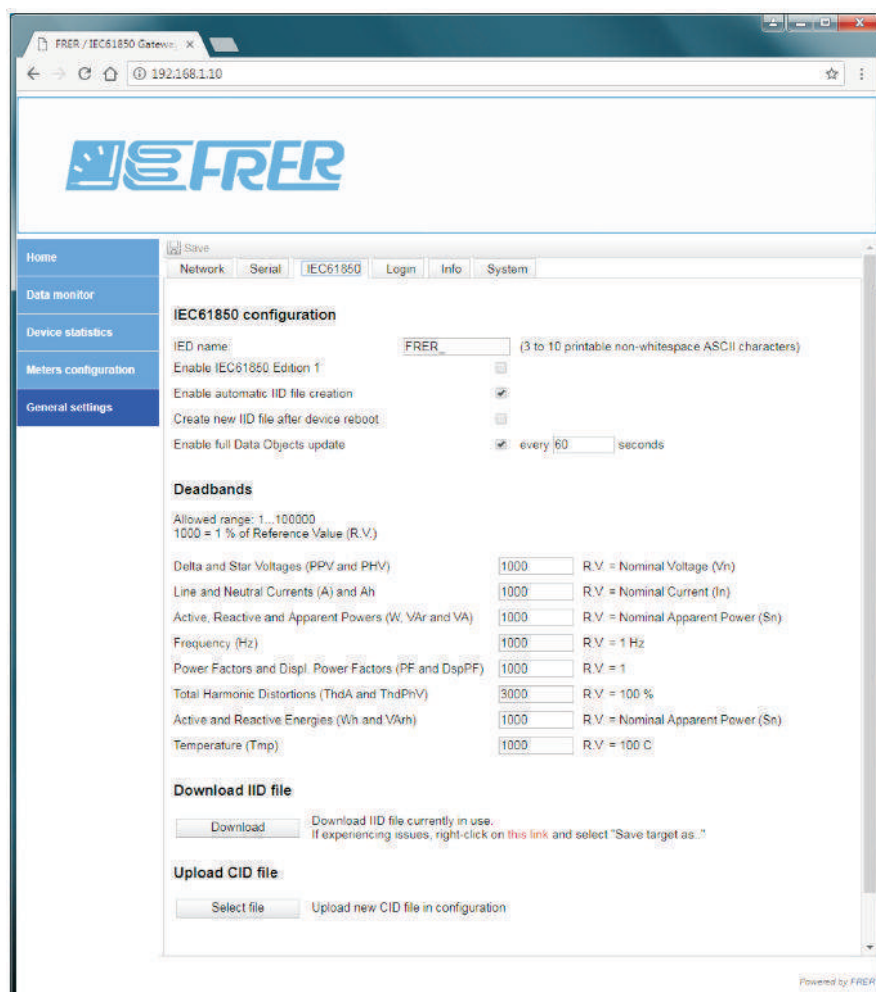 FRER / IEC61850 Gatewa
192.168.1.10
FRER
Home
Data monitor
Device statistics
Meters configuration
General settings
Save
Network Serial IEC61850 Login Info System
IEC61850 configuration
IED name FRER_ (3 to 10 printable non-whitespace ASCII characters)
Enable IEC61850 Edition 1
Enable automatic IID file creation
Create new IID file after device reboot
Enable full Data Objects update every 60 seconds
Deadbands
Allowed range: 1...100000
1000 = 1 % of Reference Value (R.V.)
Delta and Star Voltages (PPV and PHV) 1000 R.V. = Nominal Voltage (Vn)
Line and Neutral Currents (A) and Ah 1000 R.V. = Nominal Current (In)
Active, Reactive and Apparent Powers (W, VAr and VA) 1000 R.V. = Nominal Apparent Power (Sn)
Frequency (Hz) 1000 R.V. = 1 Hz
Power Factors and Displ. Power Factors (PF and DspPF) 1000 R.V. = 1
Total Harmonic Distortions (ThdA and ThdPhV) 3000 R.V. = 100 %
Active and Reactive Energies (Wh and VArh) 1000 R.V. = Nominal Apparent Power (Sn)
Temperature (Tmp) 1000 R.V. = 100 C
Download IID file
Download Download IID file currently in use.
If experiencing issues, right-click on this link and select "Save target as.."
Upload CID file
Select file Upload new CID file in configuration
Powered by FRER